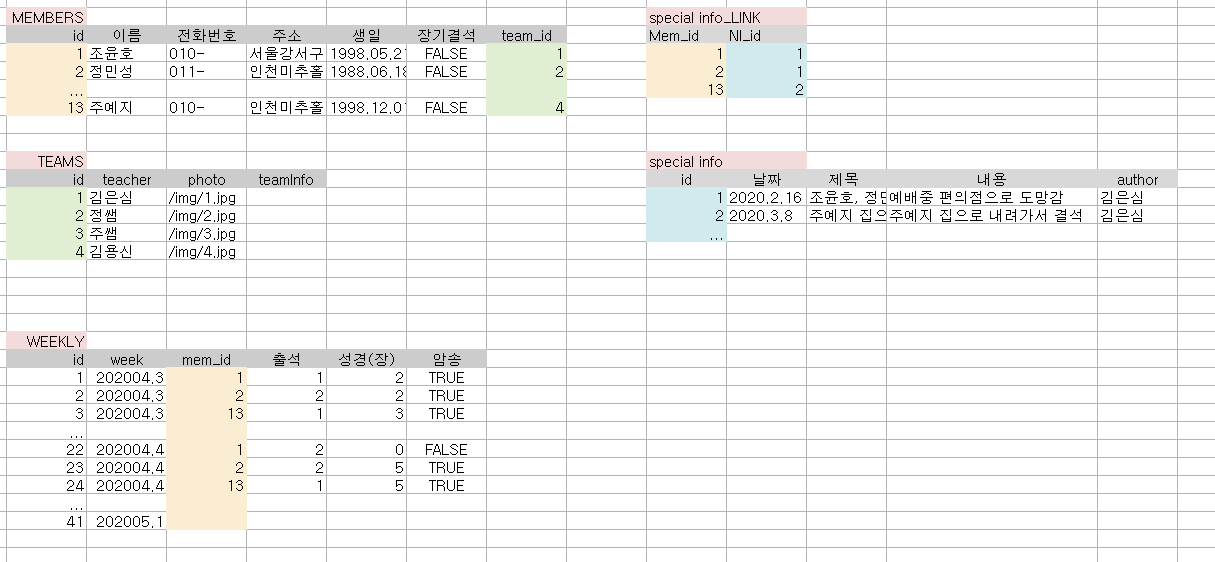 MEMBERS special info_LINK
id 이름 전화번호 주소 생일 장기결석 team_id Mem_id NI_id
1 조윤호 010- 서울강서구 1998.05.21 FALSE 1 1 1
2 정민성 011- 인천미추홀 1988.06.18 FALSE 2 2 1
... 13 2
13 주예지 010- 인천미추홀 1998.12.01 FALSE 4
TEAMS special info
id teacher photo teamInfo id 날짜 제목 내용 author
1 김은심 /img/1.jpg 1 2020.2.16 조윤호, 정민 예배중 편의점으로 도망감 김은심
2 정쌤 /img/2.jpg 2 2020.3.8 주예지 집으 주예지 집으로 내려가서 결석 김은심
3 주쌤 /img/3.jpg ...
4 김용신 /img/4.jpg
WEEKLY
id week mem_id 출석 성경(장) 암송
1 202004.3 1 1 2 TRUE
2 202004.3 2 2 2 TRUE
3 202004.3 13 1 3 TRUE
...
22 202004.4 1 2 0 FALSE
23 202004.4 2 2 5 TRUE
24 202004.4 13 1 5 TRUE
...
41 202005.1